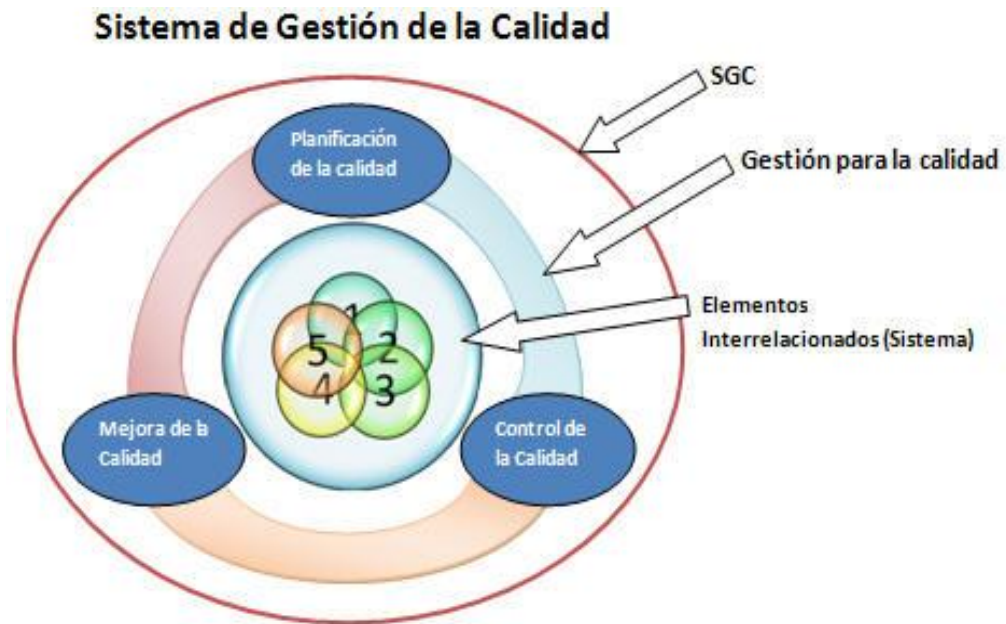 Sistema de Gestión de la Calidad
SGC
Planificación
de la calidad
Gestión para la calidad
Elementos
Interrelacionados (Sistema)
1
5
2
4
3
Mejora de la
Calidad
Control de
la Calidad